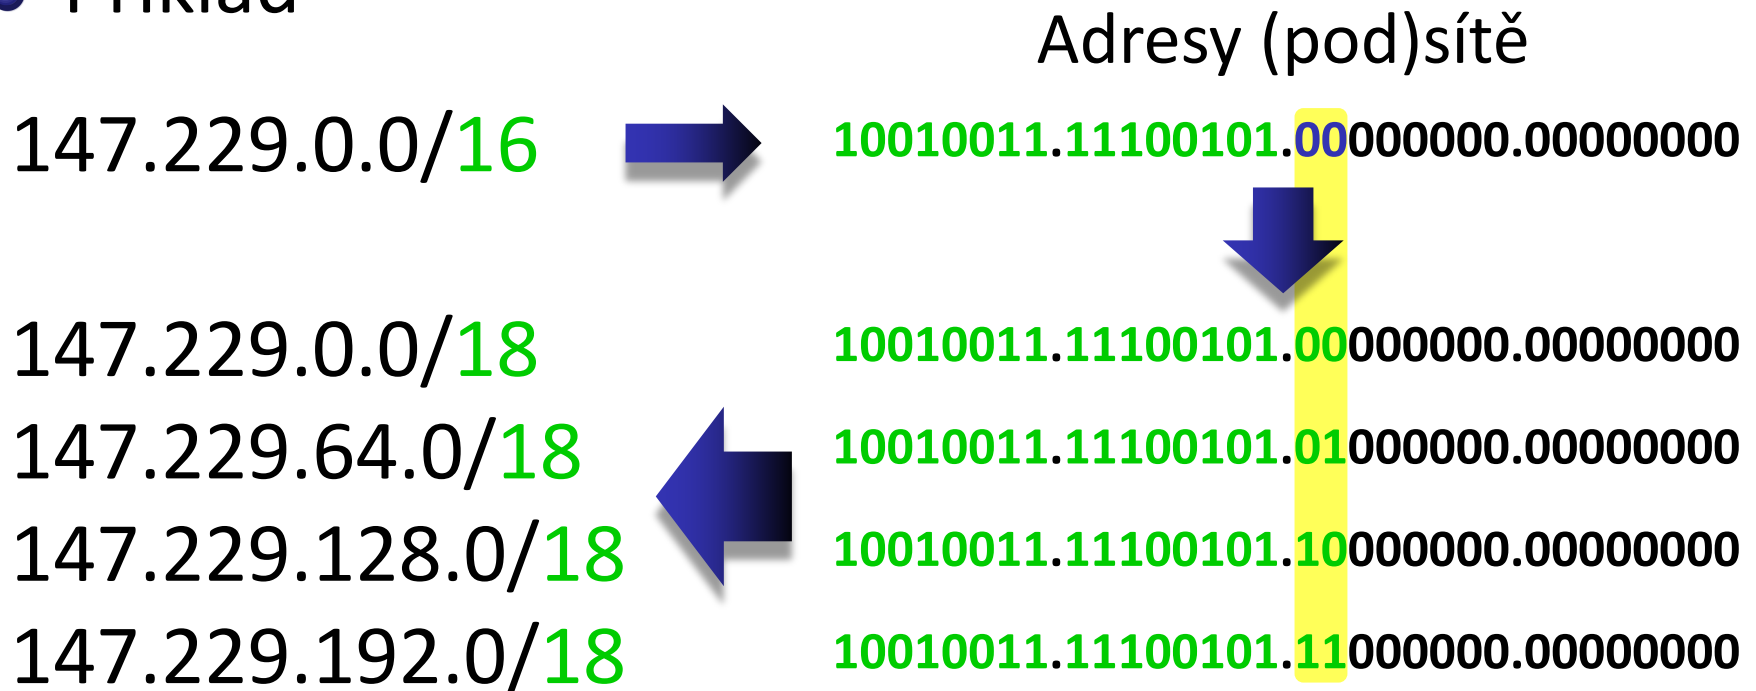 Příklad
Adresy (pod)sítě
147.229.0.0/16 10010011.11100101.00000000.00000000
147.229.0.0/18 10010011.11100101.00000000.00000000
147.229.64.0/18 10010011.11100101.01000000.00000000
147.229.128.0/18 10010011.11100101.10000000.00000000
147.229.192.0/18 10010011.11100101.11000000.00000000